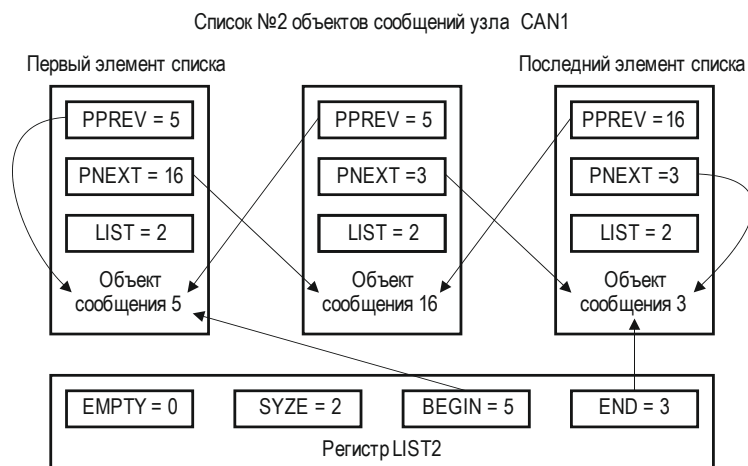 Список №2 объектов сообщений узла CAN1
Первый элемент списка
Последний элемент списка
PPREV = 5
PNEXT = 16
LIST = 2
Объект
сообщения 5
PPREV = 5
PNEXT =3
LIST = 2
Объект
сообщения 16
PPREV =16
PNEXT =3
LIST = 2
Объект
сообщения 3
EMPTY = 0
SYZE = 2
BEGIN = 5
END = 3
Регистр LIST2